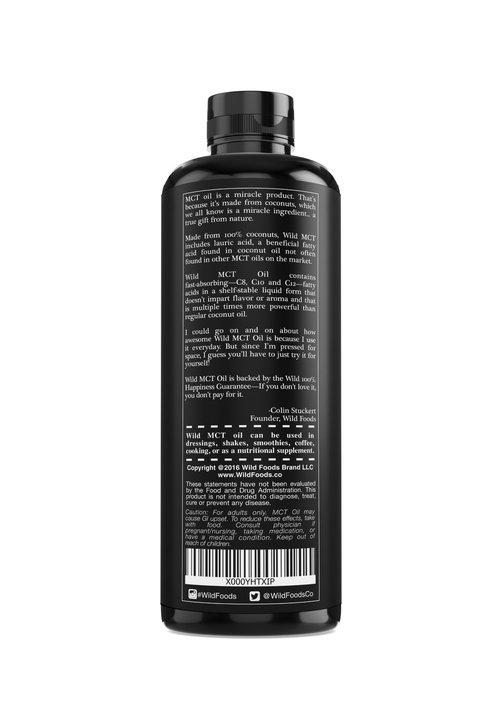 MCT oil is a miracle product. That's
because it's made from coconuts, which
we all know is a miracle ingredient... a
true gift from nature.
Made from 100% coconuts, Wild MCT
includes lauric acid, a beneficial fatty
acid found in coconut oil not often
found in other MCT oils on the market.
Wild MCT Oil contains
fast-absorbing—C8, C10 and C12—fatty
acids in a shelf-stable liquid form that
doesn't impart flavor or aroma and that
is multiple times more powerful than
regular coconut oil.
I could go on and on about how
awesome Wild MCT Oil is because I use
it everyday. But since I'm pressed for
space, I guess you'll have to just try it for
yourself!
Wild MCT Oil is backed by the Wild 100%
Happiness Guarantee—If you don't love it,
you don't pay for it.
-Colin Stuckert
Founder, Wild Foods
Wild MCT oil can be used in
dressings, shakes, smoothies, coffee,
cooking, or as a nutritional supplement.
Copyright @2016 Wild Foods Brand LLC
www.WildFoods.co
These statements have not been evaluated
by the Food and Drug Administration. This
product is not intended to diagnose, treat,
cure or prevent any disease.
Caution: For adults only. MCT Oil may
cause GI upset. To reduce these effects, take
with food. Consult physician if
pregnant/nursing, taking medication, or
have a medical condition. Keep out of
reach of children.
X000YHTXIP
#WildFoods @WildFoodsCo